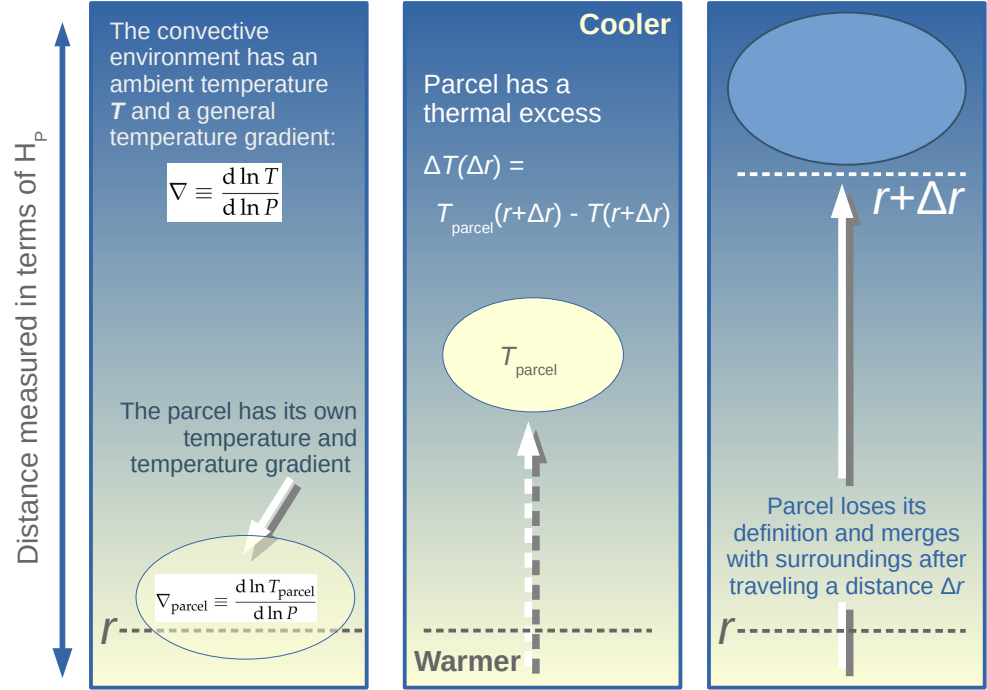 Distance measured in terms of H_P
The convective
environment has an
ambient temperature
T and a general
temperature gradient:
∇ ≡ d ln T / d ln P
The parcel has its own
temperature and
temperature gradient
∇_parcel ≡ d ln T_parcel / d ln P
r
Cooler
Parcel has a
thermal excess
ΔT(Δr) =
T_parcel(r+Δr) - T(r+Δr)
T_parcel
Warmer
r+Δr
Parcel loses its
definition and merges
with surroundings after
traveling a distance Δr
r